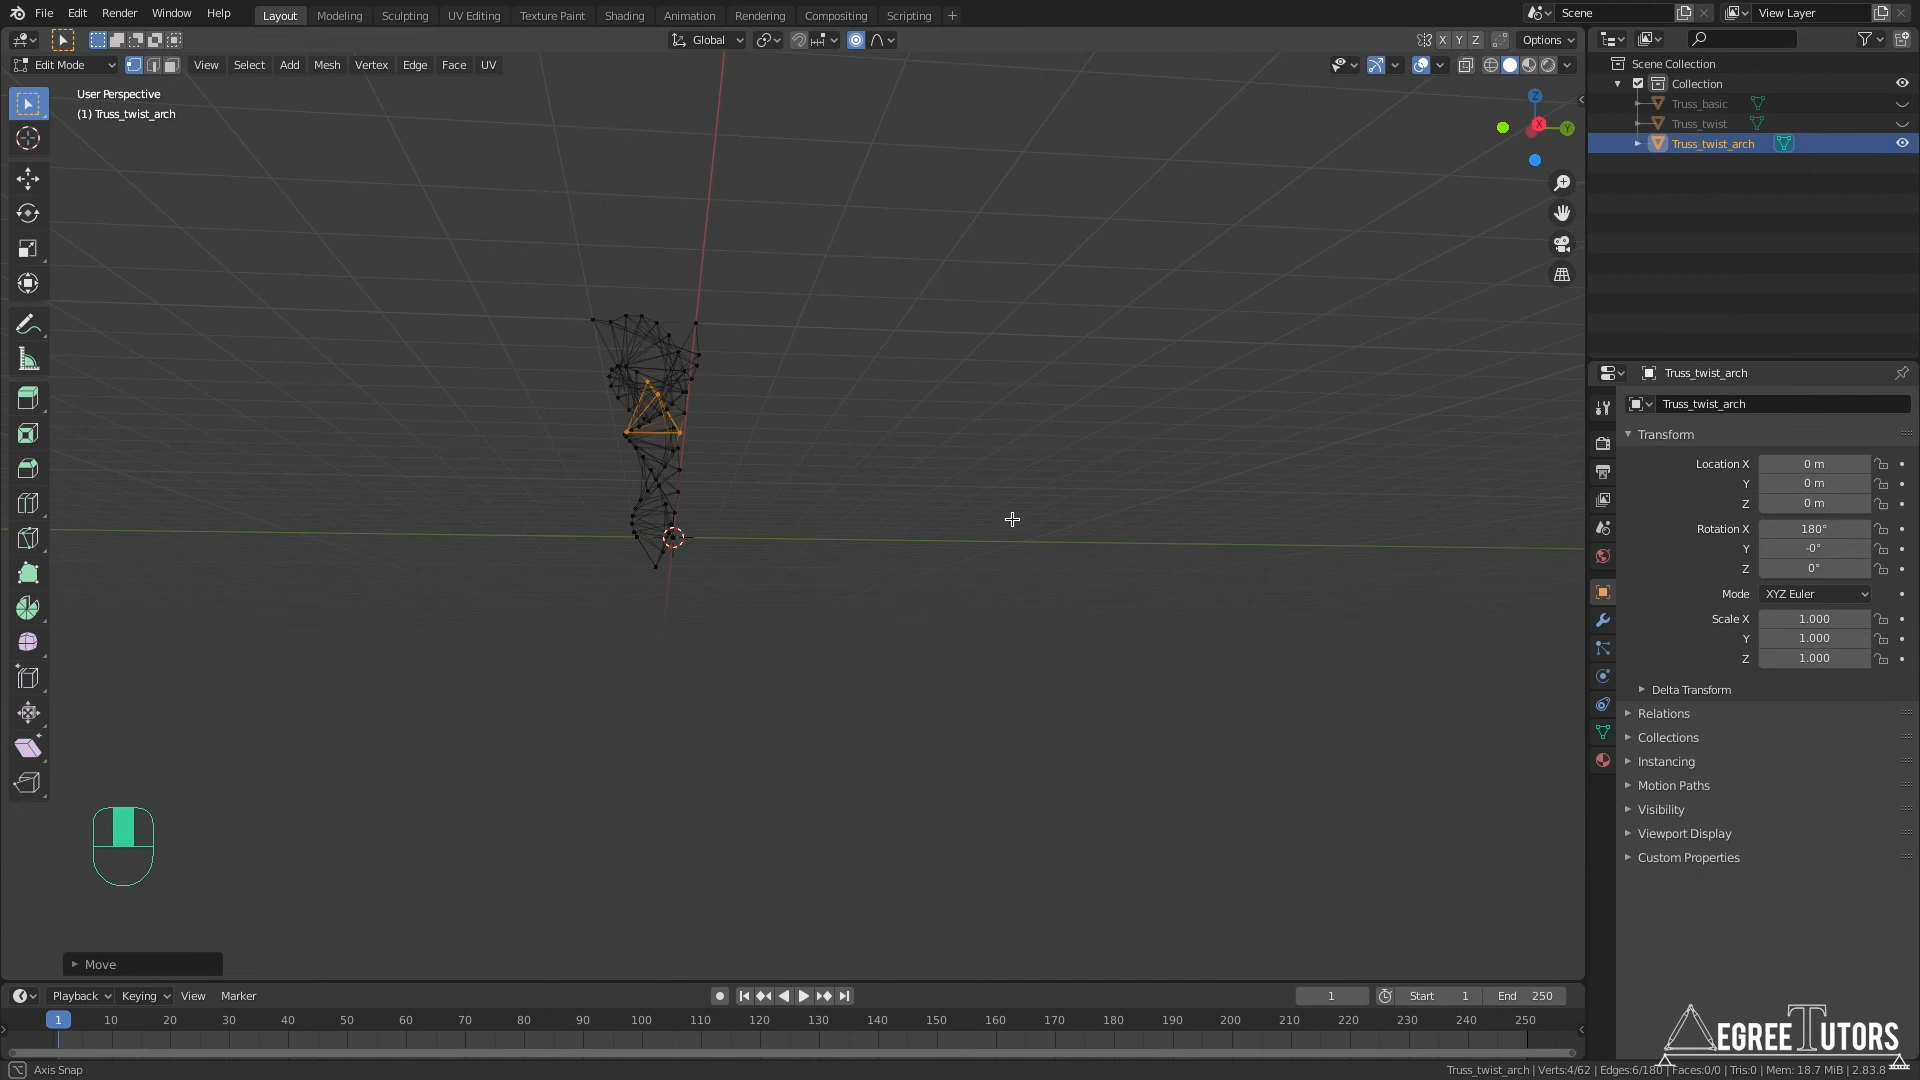 File Edit Render Window Help Layout Modeling Sculpting UV Editing Texture Paint Shading Animation Rendering Compositing Scripting + Scene View Layer
Global X Y Z Options
Edit Mode View Select Add Mesh Vertex Edge Face UV
User Perspective
(1) Truss_twist_arch
Z
X
Y
Scene Collection
Collection
Truss_basic
Truss_twist
Truss_twist_arch
Truss_twist_arch
Truss_twist_arch
Transform
Location X 0 m
Y 0 m
Z 0 m
Rotation X 180°
Y -0°
Z 0°
Mode XYZ Euler
Scale X 1.000
Y 1.000
Z 1.000
Delta Transform
Relations
Collections
Instancing
Motion Paths
Visibility
Viewport Display
Custom Properties
Move
Playback Keying View Marker 1 Start 1 End 250
1 10 20 30 40 50 60 70 80 90 100 110 120 130 140 150 160 170 180 190 200 210 220 230 240 250
EGREE TUTORS
Axis Snap
Truss_twist_arch | Verts:4/62 | Edges:6/180 | Faces:0/0 | Tris:0 | Mem: 18.7 MiB | 2.83.8